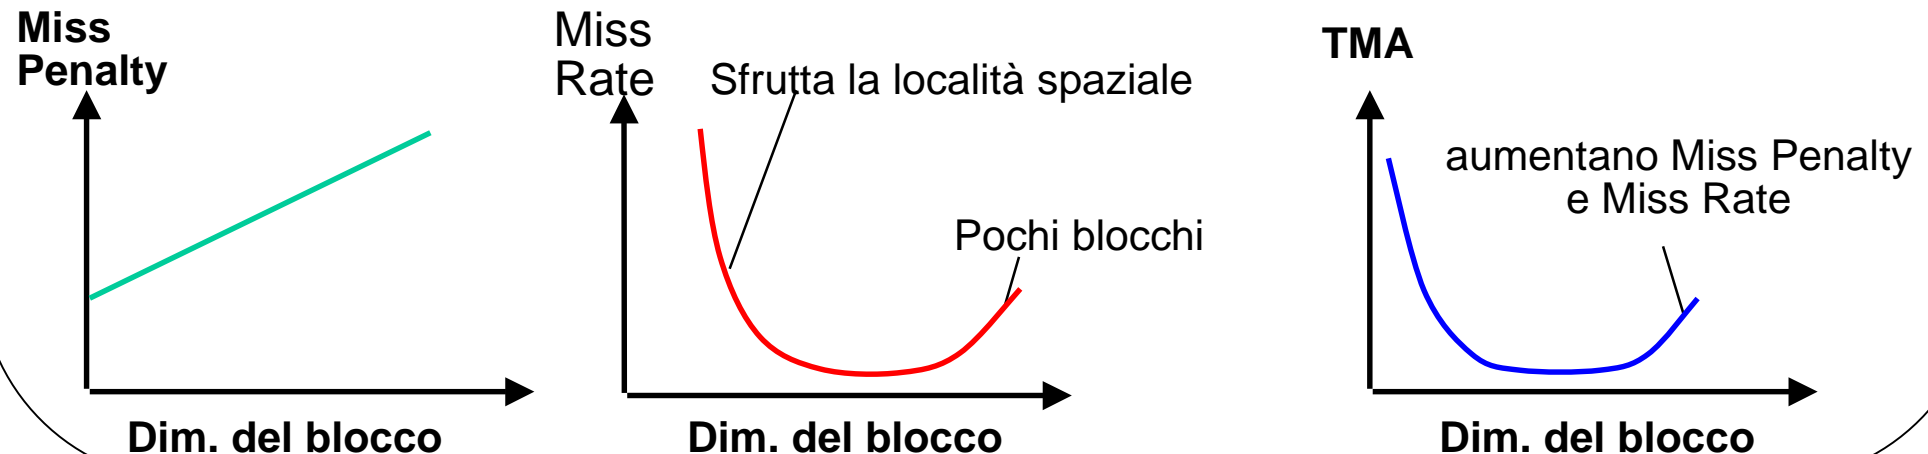 Miss
Penalty
Dim. del blocco
Miss
Rate
Sfrutta la località spaziale
Pochi blocchi
Dim. del blocco
TMA
aumentano Miss Penalty
e Miss Rate
Dim. del blocco